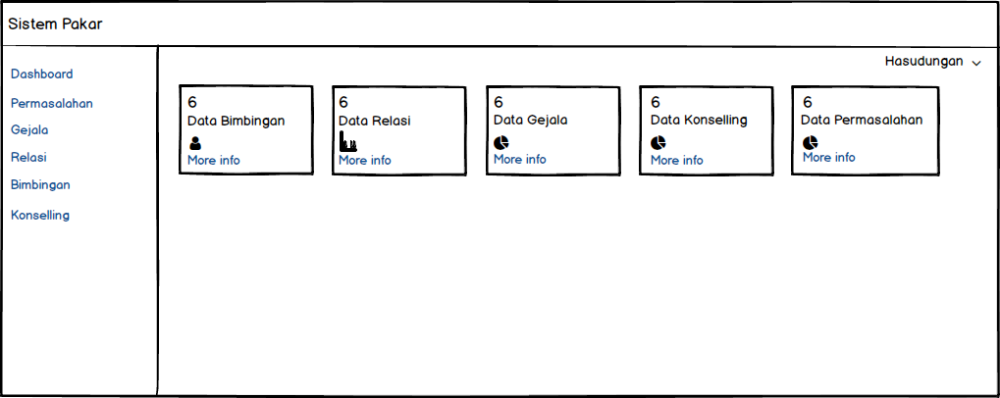 Sistem Pakar
Hasudungan
Dashboard
Permasalahan
Gejala
Relasi
Bimbingan
Konselling
6
Data Bimbingan
More info
6
Data Relasi
More info
6
Data Gejala
More info
6
Data Konselling
More info
6
Data Permasalahan
More info